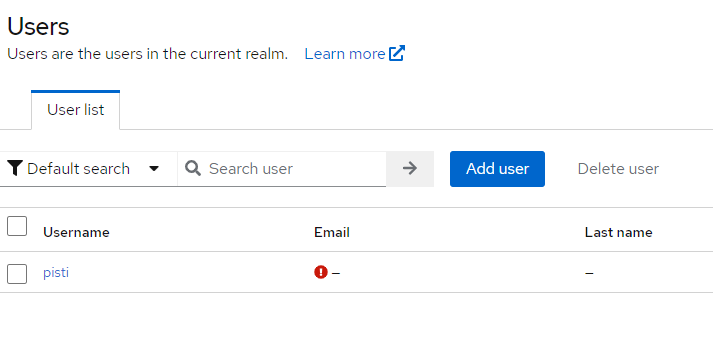 Users
Users are the users in the current realm. Learn more
User list
Default search Search user Add user Delete user
Username Email Last name
pisti – –